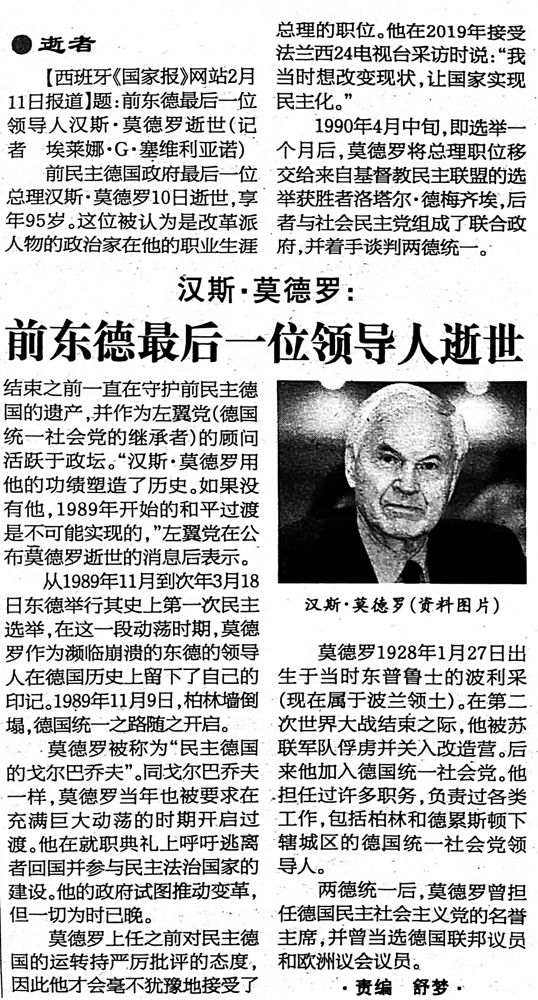 ● 逝者
【西班牙《国家报》网站2月
11日报道】题:前东德最后一位
领导人汉斯·莫德罗逝世(记
者 埃莱娜·G·塞维利亚诺)
前民主德国政府最后一位
总理汉斯·莫德罗10日逝世,享
年95岁。这位被认为是改革派
人物的政治家在他的职业生涯
汉斯·莫德罗:
前东德最后一位领导人逝世
结束之前一直在守护前民主德
国的遗产,并作为左翼党(德国
统一社会党的继承者)的顾问
活跃于政坛。“汉斯·莫德罗用
他的功绩塑造了历史。如果没
有他,1989年开始的和平过渡
是不可能实现的,”左翼党在公
布莫德罗逝世的消息后表示。
从1989年11月到次年3月18
日东德举行其史上第一次民主
选举,在这一段动荡时期,莫德
罗作为濒临崩溃的东德的领导
人在德国历史上留下了自己的
印记。1989年11月9日,柏林墙倒
塌,德国统一之路随之开启。
莫德罗被称为“民主德国
的戈尔巴乔夫”。同戈尔巴乔夫
一样,莫德罗当年也被要求在
充满巨大动荡的时期开启过
渡。他在就职典礼上呼吁逃离
者回国并参与民主法治国家的
建设。他的政府试图推动变革,
但一切为时已晚。
莫德罗上任之前对民主德
国的运转持严厉批评的态度,
因此他才会毫不犹豫地接受了
总理的职位。他在2019年接受
法兰西24电视台采访时说:“我
当时想改变现状,让国家实现
民主化。”
1990年4月中旬,即选举一
个月后,莫德罗将总理职位移
交给来自基督教民主联盟的选
举获胜者洛塔尔·德梅齐埃,后
者与社会民主党组成了联合政
府,并着手谈判两德统一。
汉斯·莫德罗(资料图片)
莫德罗1928年1月27日出
生于当时东普鲁士的波利采
(现在属于波兰领土)。在第二
次世界大战结束之际,他被苏
联军队俘虏并关入改造营。后
来他加入德国统一社会党。他
担任过许多职务,负责过各类
工作,包括柏林和德累斯顿下
辖城区的德国统一社会党领
导人。
两德统一后,莫德罗曾担
任德国民主社会主义党的名誉
主席,并曾当选德国联邦议员
和欧洲议会议员。
·责编 舒梦·